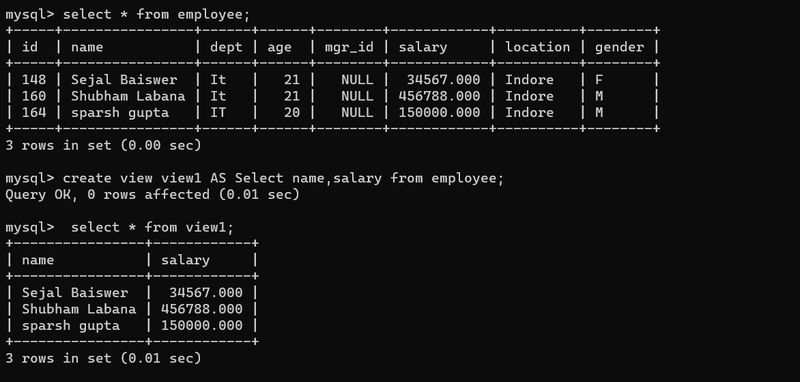 mysql> select * from employee;
+-----+----------------+------+------+--------+------------+----------+--------+
| id  | name           | dept | age  | mgr_id | salary     | location | gender |
+-----+----------------+------+------+--------+------------+----------+--------+
| 148 | Sejal Baiswer  | It   |   21 |   NULL |  34567.000 | Indore   | F      |
| 160 | Shubham Labana | It   |   21 |   NULL | 456788.000 | Indore   | M      |
| 164 | sparsh gupta   | IT   |   20 |   NULL | 150000.000 | Indore   | M      |
+-----+----------------+------+------+--------+------------+----------+--------+
3 rows in set (0.00 sec)
mysql> create view view1 AS Select name,salary from employee;
Query OK, 0 rows affected (0.01 sec)
mysql>  select * from view1;
+----------------+------------+
| name           | salary     |
+----------------+------------+
| Sejal Baiswer  |  34567.000 |
| Shubham Labana | 456788.000 |
| sparsh gupta   | 150000.000 |
+----------------+------------+
3 rows in set (0.01 sec)